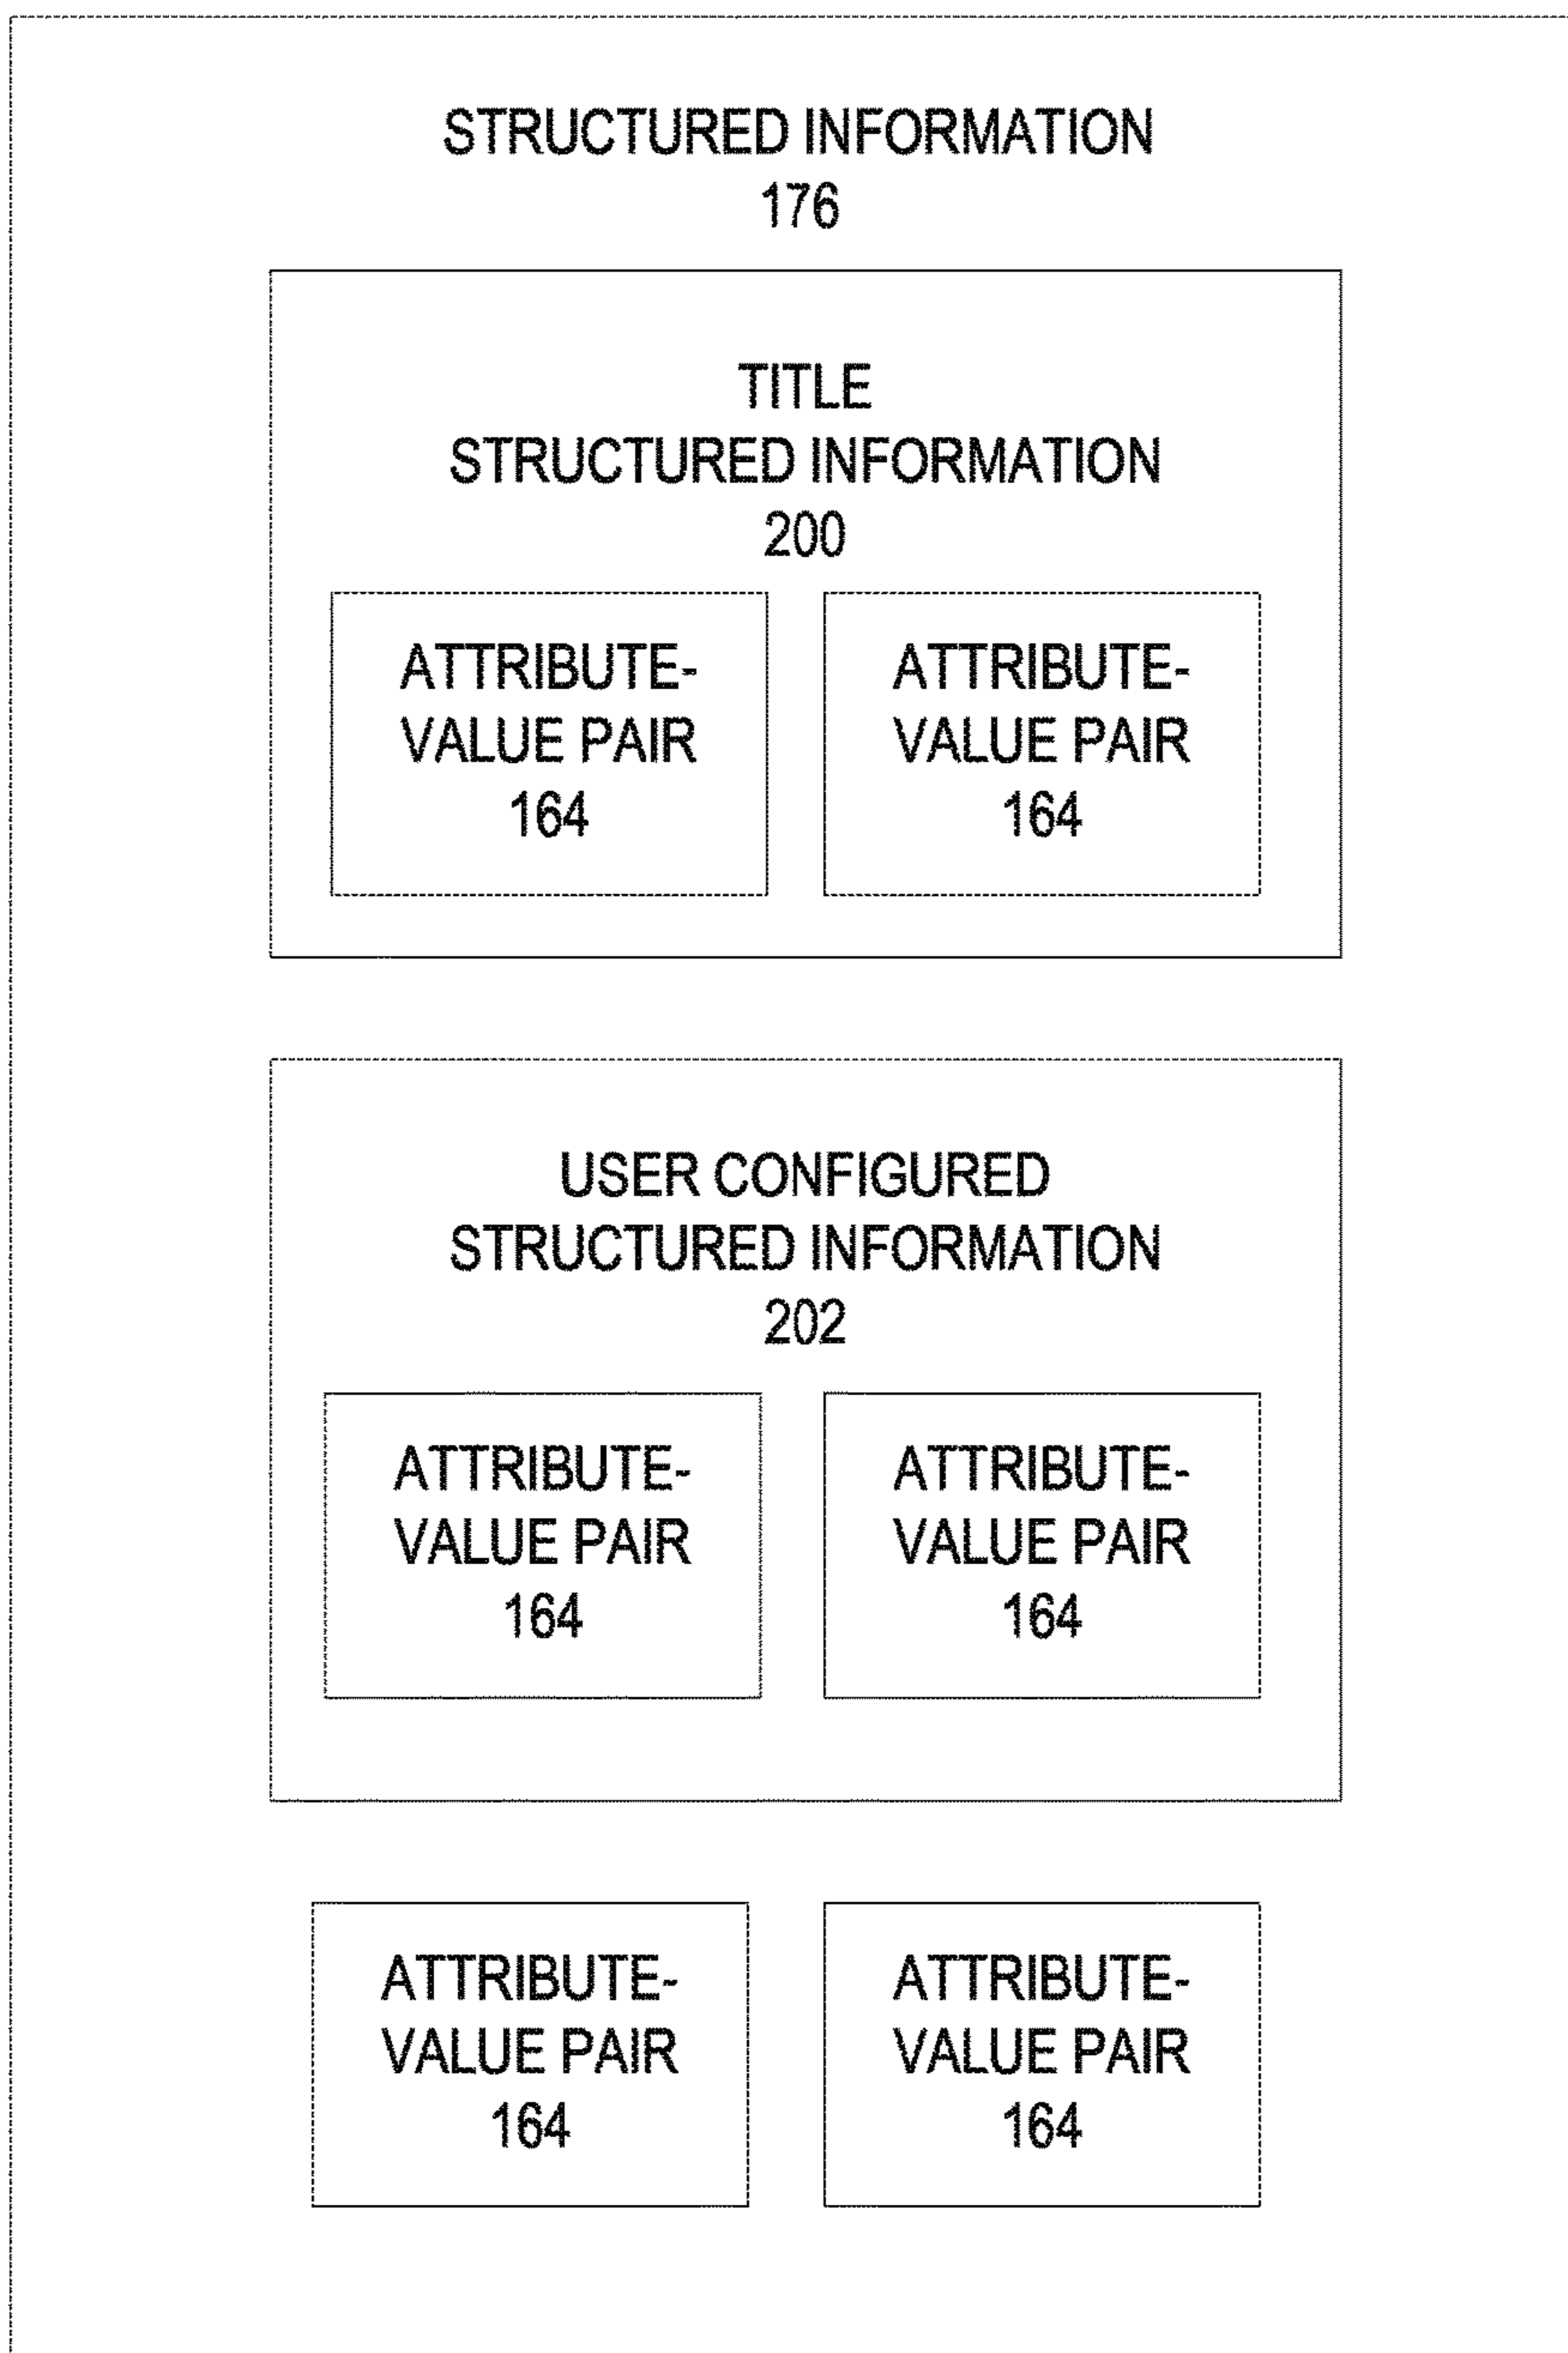 STRUCTURED INFORMATION
176
TITLE
STRUCTURED INFORMATION
200
ATTRIBUTE-
VALUE PAIR
164
ATTRIBUTE-
VALUE PAIR
164
USER CONFIGURED
STRUCTURED INFORMATION
202
ATTRIBUTE-
VALUE PAIR
164
ATTRIBUTE-
VALUE PAIR
164
ATTRIBUTE-
VALUE PAIR
164
ATTRIBUTE-
VALUE PAIR
164